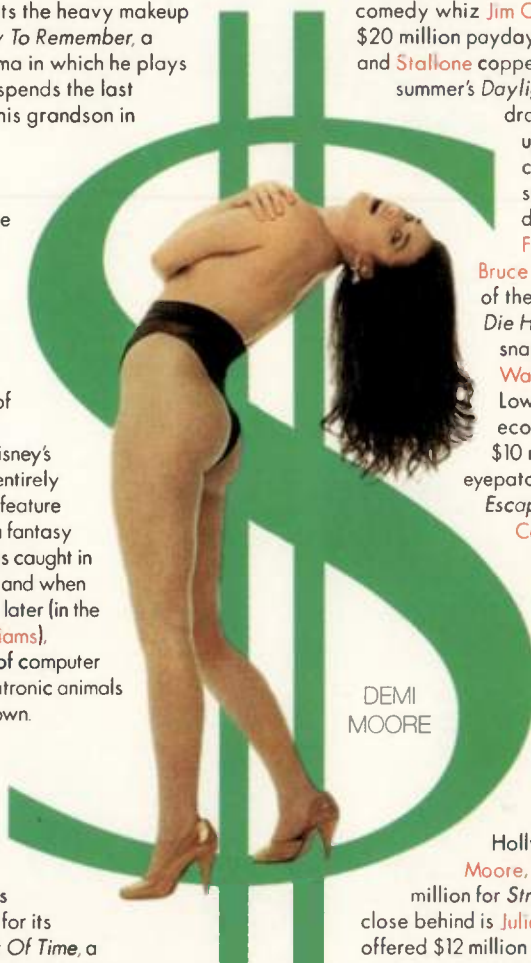 ts the heavy makeup
y To Remember, a
ma in which he plays
spends the last
his grandson in
e
of
isney's
entirely
feature
a fantasy
s caught in
and when
later (in the
iams),
of computer
atronic animals
own.
s
for its
Of Time, a
DEMI
MOORE
comedy whiz Jim C
$20 million payday
and Stallone coppe
summer's Daylig
dra
u
c
s
d
F
Bruce
of the
Die H
sna
Wa
Low
eco
$10 m
eyepatc
Escap
Co
Holl
Moore,
million for Str
close behind is Juli
offered $12 million